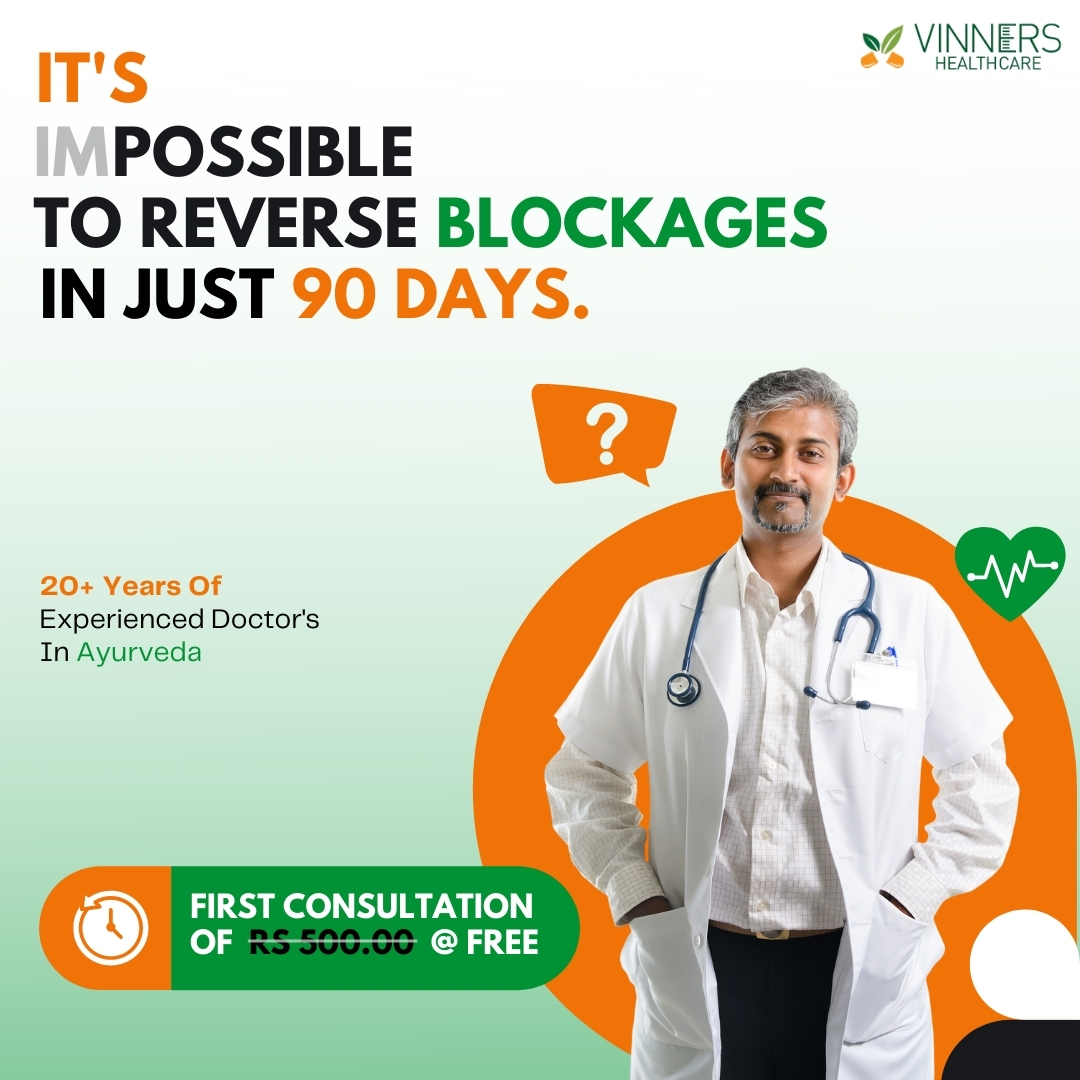 VINNERS
HEALTHCARE
IT'S
IMPOSSIBLE
TO REVERSE BLOCKAGES
IN JUST 90 DAYS.
?
20+ Years Of
Experienced Doctor's
In Ayurveda
FIRST CONSULTATION
OF RS 500.00 @ FREE